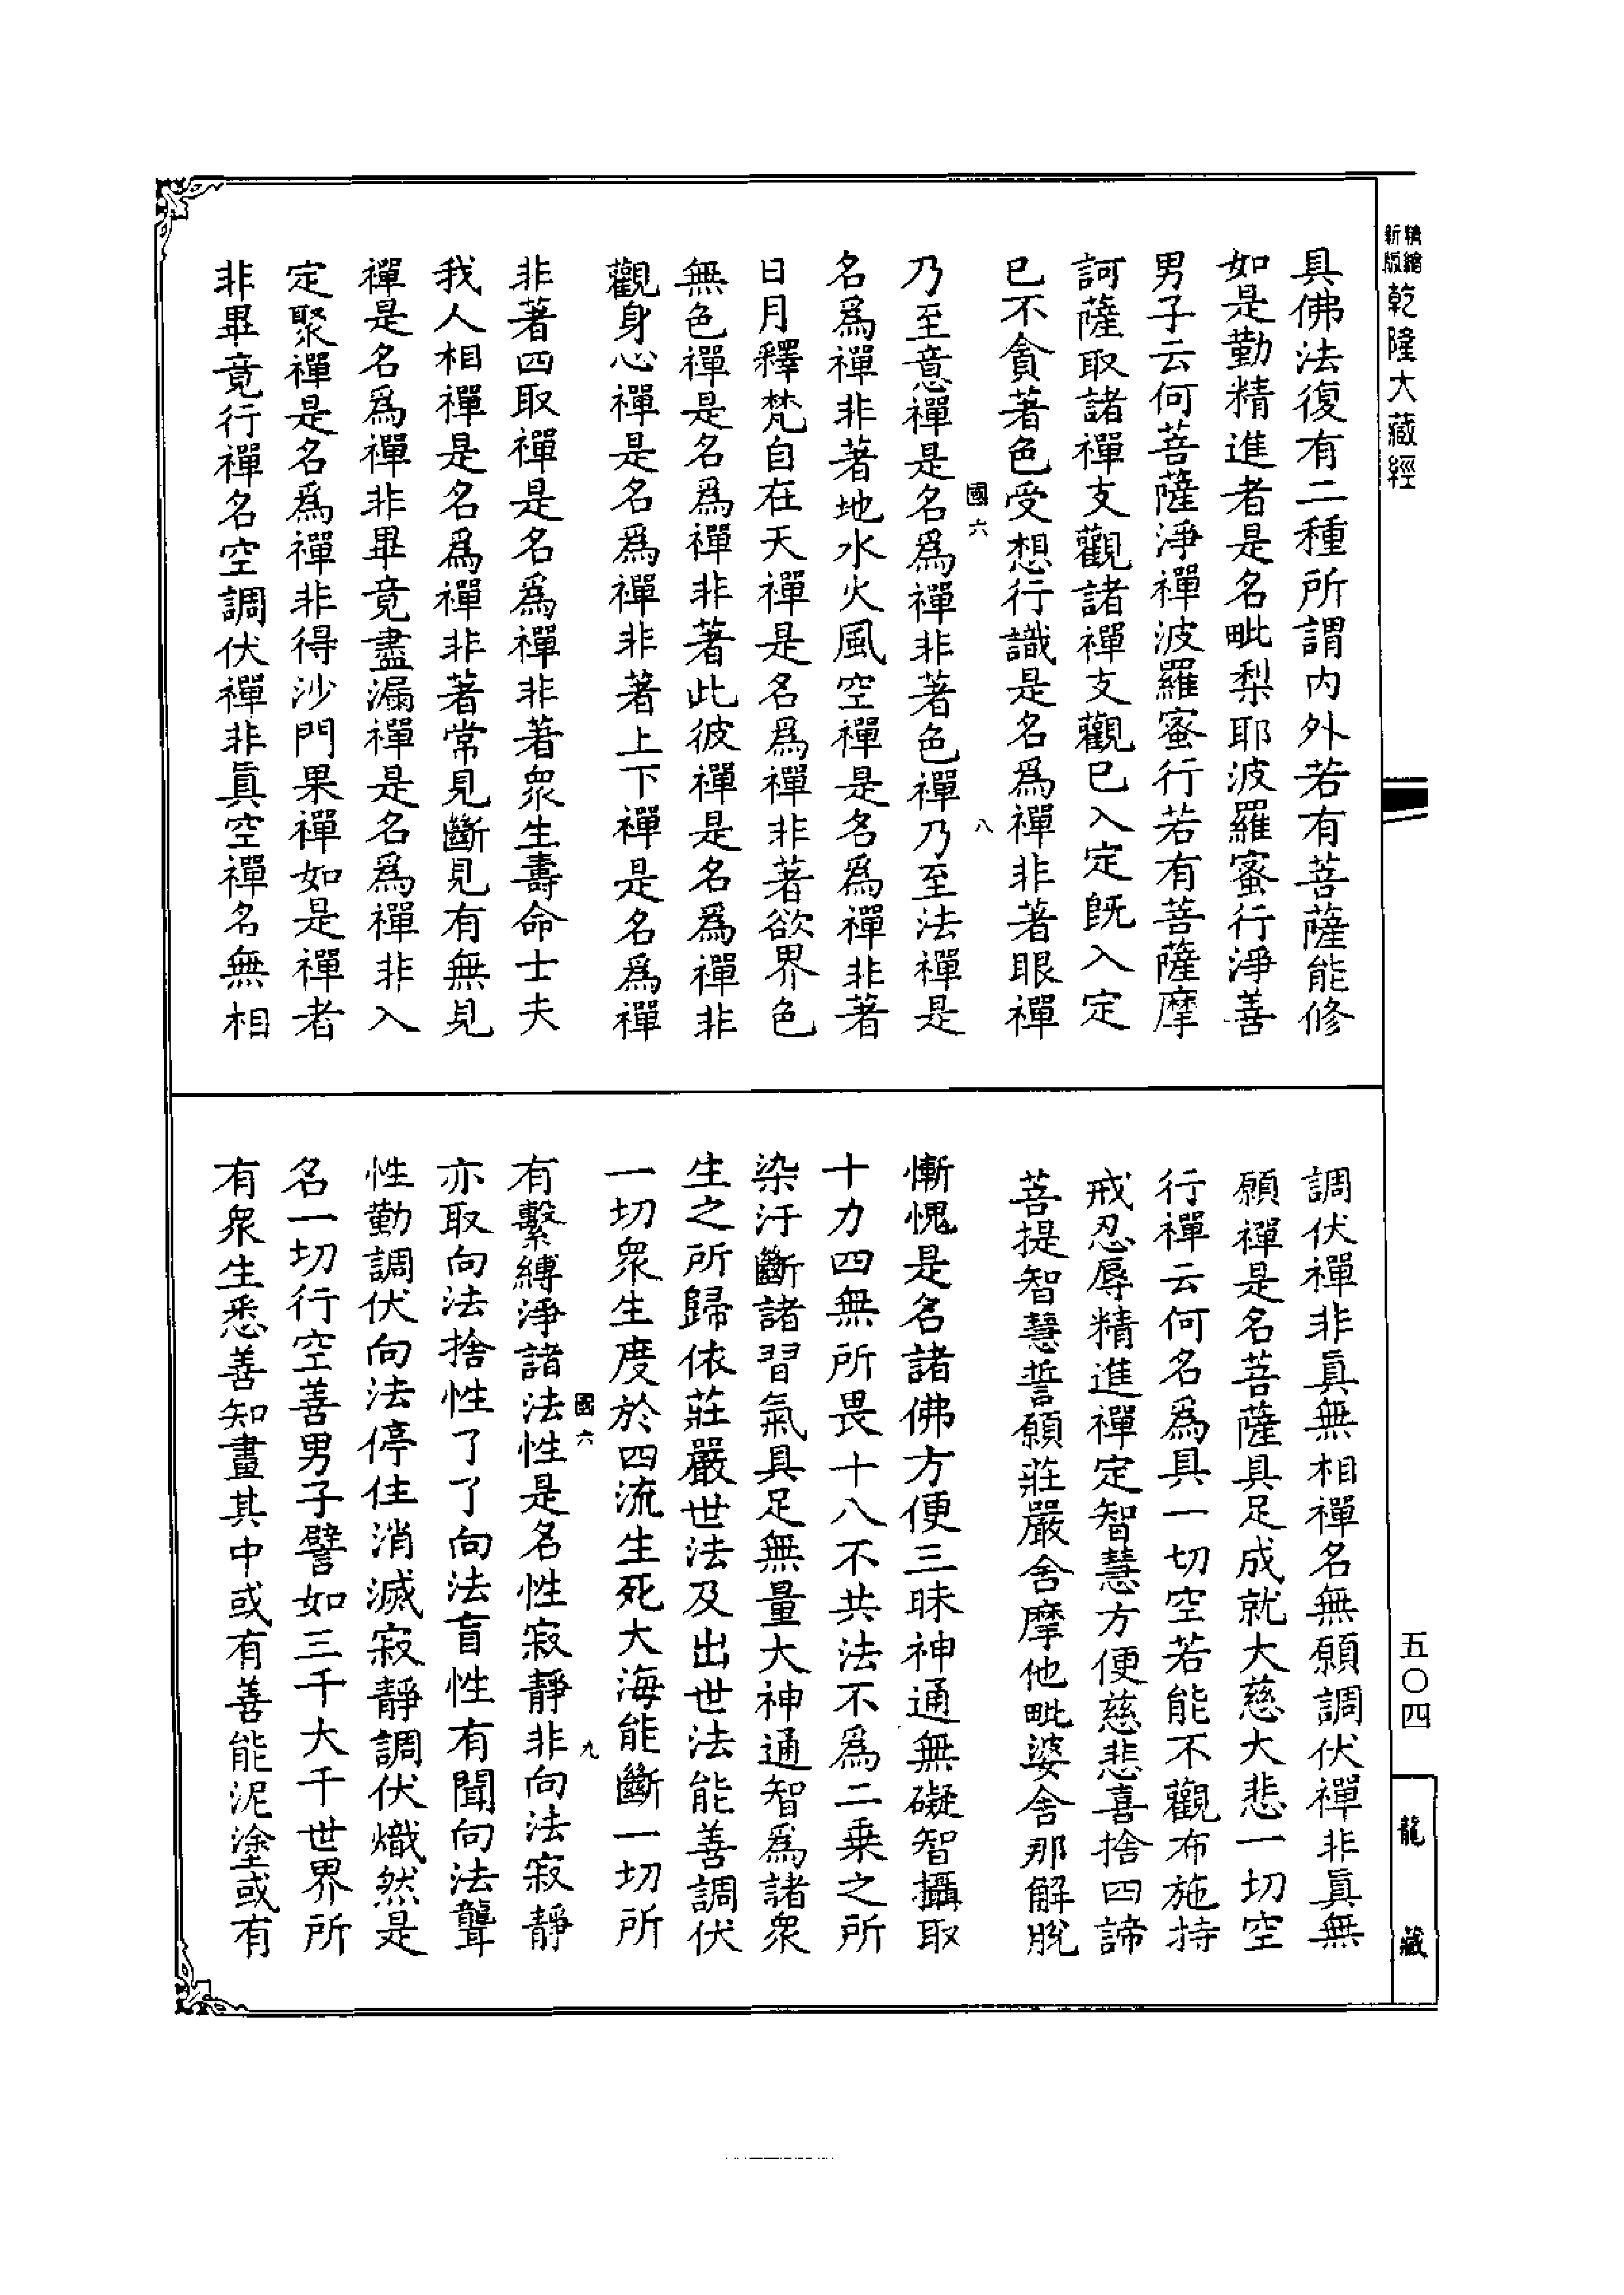 精縮新版乾隆大藏經
具佛法復有二種所謂内外若有菩薩能修
如是勤精進者是名毗梨耶波羅蜜行淨善
男子云何菩薩淨禪波羅蜜行若有菩薩摩
訶薩取諸禪支觀諸禪支觀已入定既入定
已不貪著色受想行識是名爲禪非著眼禪
國六 八
乃至意禪是名爲禪非著色禪乃至法禪是
名爲禪非著地水火風空禪是名爲禪非著
日月釋梵自在天禪是名爲禪非著欲界色
無色禪是名爲禪非著此彼禪是名爲禪非
觀身心禪是名爲禪非著上下禪是名爲禪
非著四取禪是名爲禪非著衆生壽命士夫
我人相禪是名爲禪非著常見斷見有無見
禪是名爲禪非畢竟盡漏禪是名爲禪非入
定聚禪是名爲禪非得沙門果禪如是禪者
非畢竟行禪名空調伏禪非眞空禪名無相
調伏禪非眞無相禪名無願調伏禪非眞無
願禪是名菩薩具足成就大慈大悲一切空
行禪云何名爲具一切空若能不觀布施持
戒忍辱精進禪定智慧方便慈悲喜捨四諦
菩提智慧誓願莊嚴舍摩他毗婆舍那解脫
慚愧是名諸佛方便三昧神通無礙智攝取
十力四無所畏十八不共法不爲二乗之所
染汙斷諸習氣具足無量大神通智爲諸衆
生之所歸依莊嚴世法及出世法能善調伏
一切衆生度於四流生死大海能斷一切所
國六 九
有繫縛淨諸法性是名性寂靜非向法寂靜
亦取向法捨性了了向法盲性有聞向法聾
性勤調伏向法停住消滅寂靜調伏熾然是
名一切行空善男子譬如三千大千世界所
有衆生悉善知畫其中或有善能泥塗或有
五〇四
龍藏